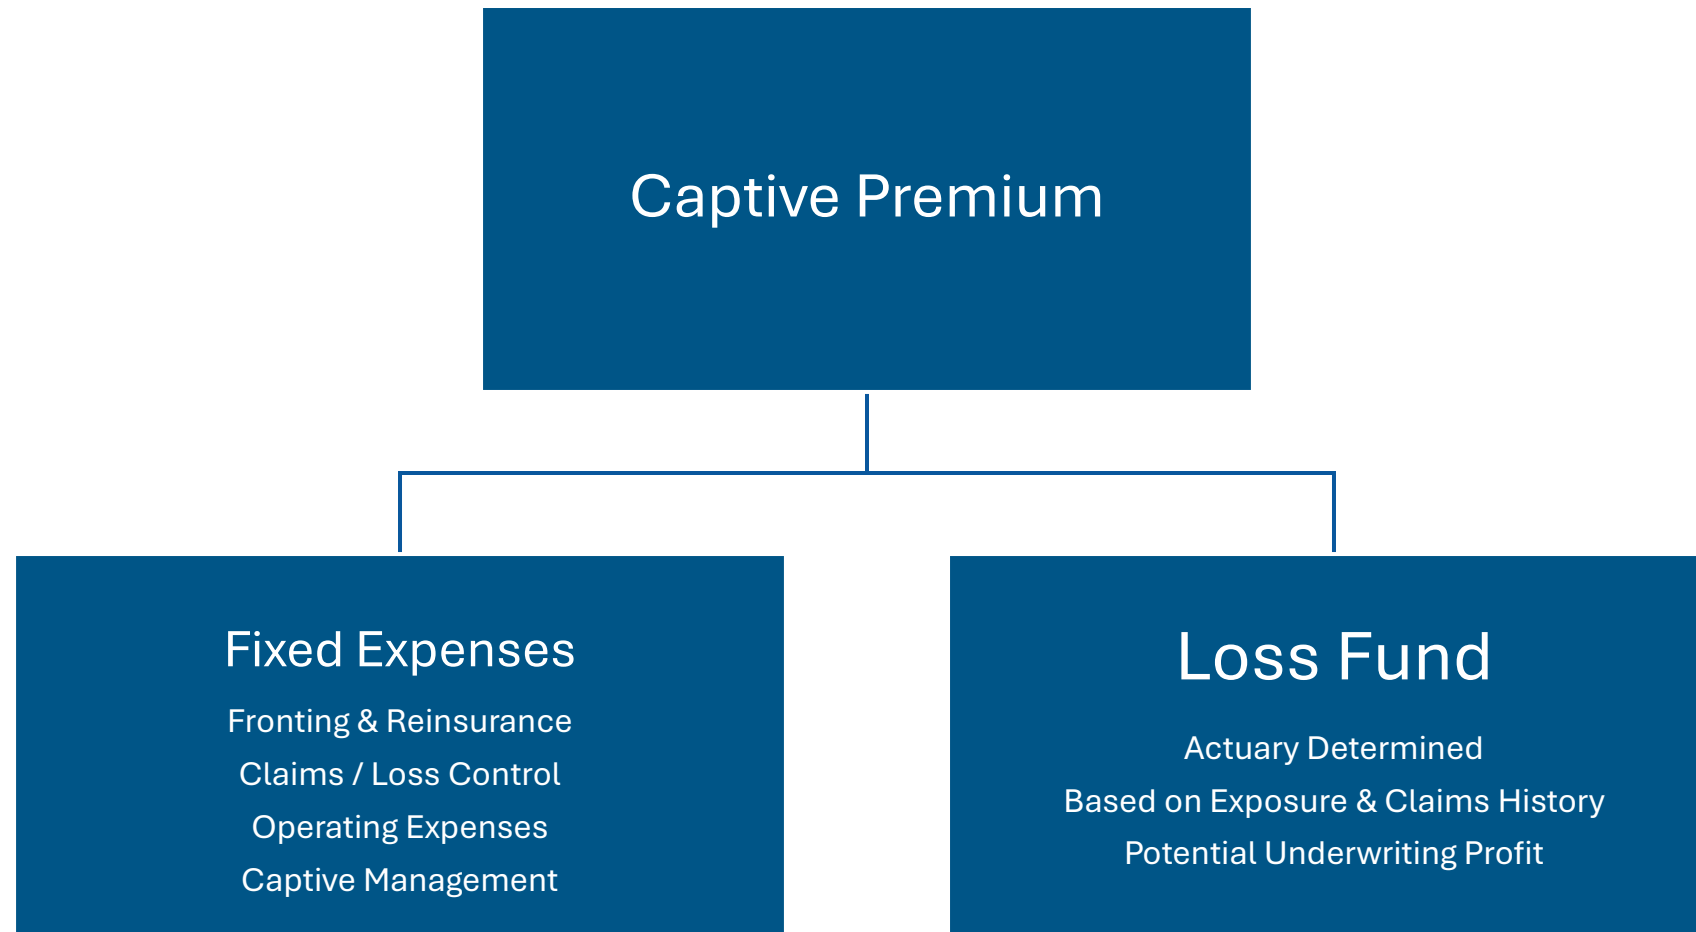 Captive Premium
Fixed Expenses
Fronting & Reinsurance
Claims / Loss Control
Operating Expenses
Captive Management
Loss Fund
Actuary Determined
Based on Exposure & Claims History
Potential Underwriting Profit